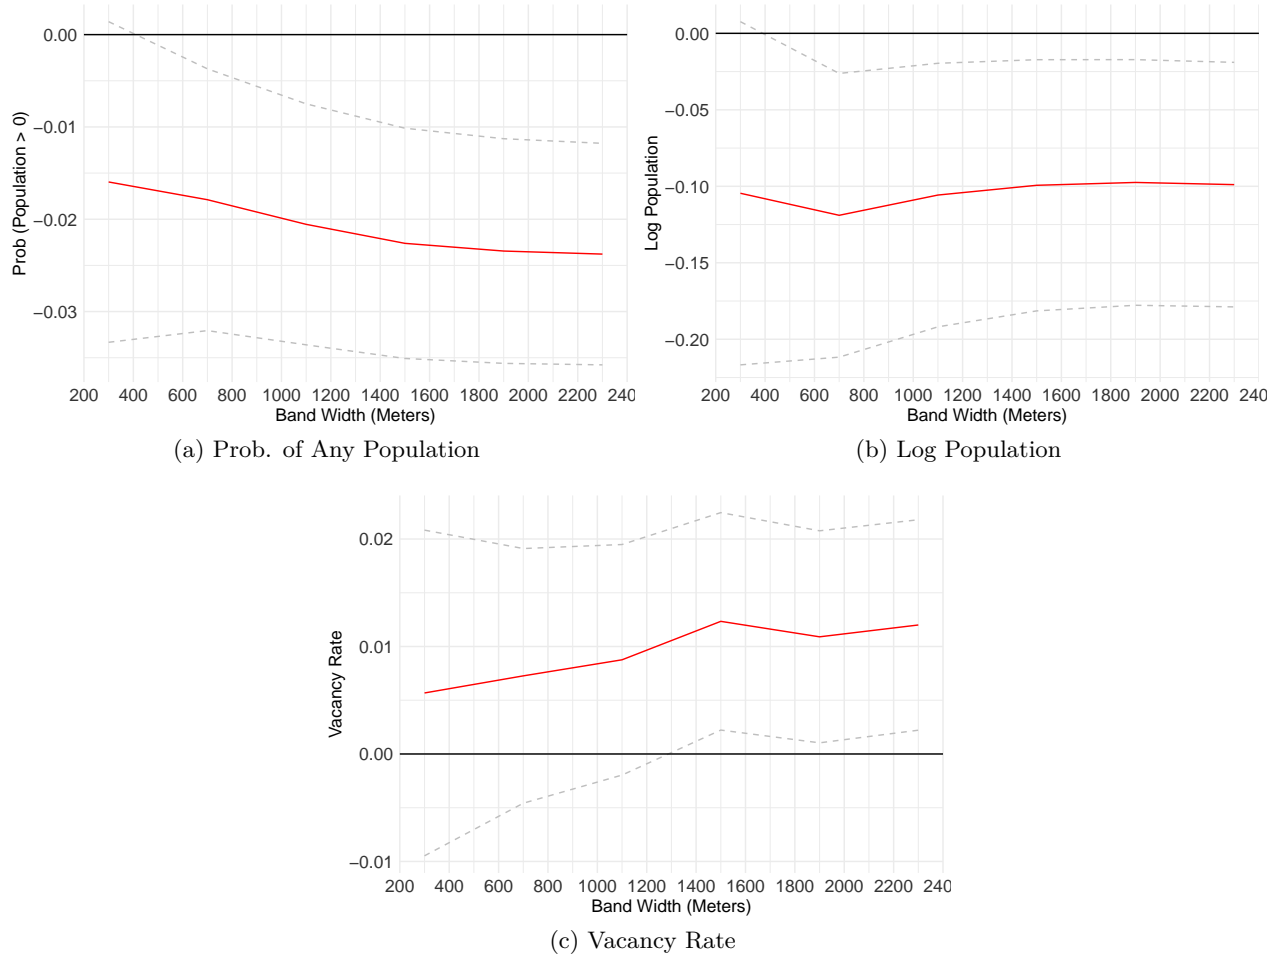 0.00
−0.01
−0.02
−0.03
Prob (Population > 0)
200 400 600 800 1000 1200 1400 1600 1800 2000 2200 240
Band Width (Meters)
(a) Prob. of Any Population
0.00
−0.05
−0.10
−0.15
−0.20
Log Population
200 400 600 800 1000 1200 1400 1600 1800 2000 2200 240
Band Width (Meters)
(b) Log Population
0.02
0.01
0.00
−0.01
Vacancy Rate
200 400 600 800 1000 1200 1400 1600 1800 2000 2200 240
Band Width (Meters)
(c) Vacancy Rate